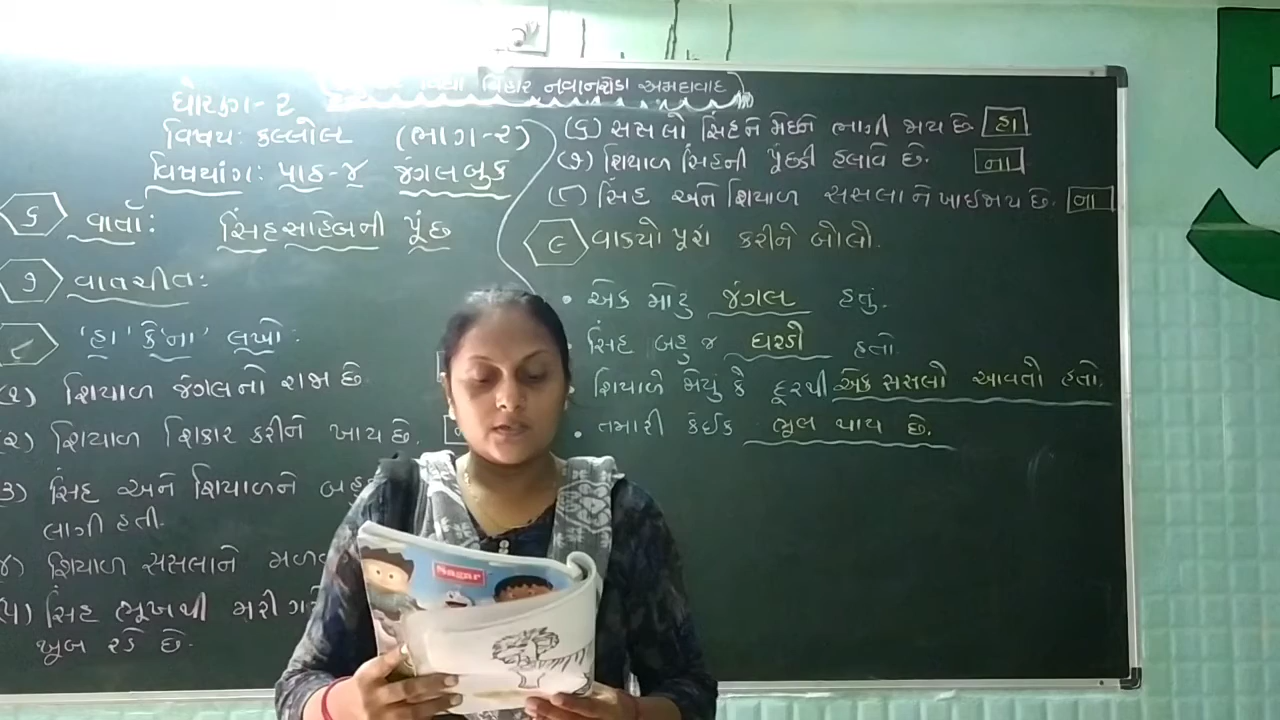 વિહાર નવાનરોડા અમદાવાદ
ધોરણ - ૨
વિષય: કલ્લોલ (ભાગ-૨)
વિષયાંગ: પાઠ-૪ જંગલબુક
૬ વાર્તા: સિંહસાહેબની પૂંછ
૭ વાતચીત:
૮ 'હા' કે 'ના' લખો:
(૧) શિયાળ જંગલનો રાજા છે.
(૨) શિયાળ શિકાર કરીને ખાય છે.
(૩) સિંહ અને શિયાળને
લાગી હતી.
(૪) શિયાળ સસલાને
(૫) સિંહ ભૂખથી મરી
ખૂબ રડે છે.
(૬) સસલો સિંહને જોઈને ભાગી જાય છે. હા
(૭) શિયાળ સિંહની પૂંછડી હલાવે છે. ના
(૮) સિંહ અને શિયાળ સસલાને ખાઈ જાય છે. ના
૯ વાક્યો પૂરાં કરીને બોલો.
• એક મોટું જંગલ હતું.
• સિંહ બહુ જ ઘરડો હતો.
• શિયાળે જોયું કે દૂરથી એક સસલો આવતો હતો.
• તમારી કંઈક ભૂલ થાય છે.
Sagar